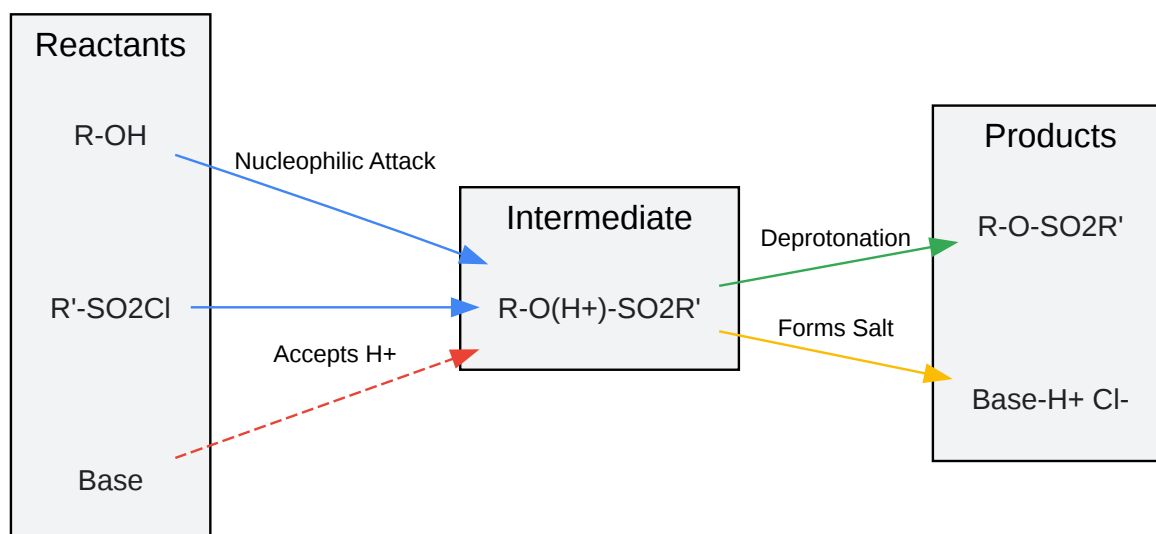 Reactants
R-OH
R'-SO2Cl
Base
Nucleophilic Attack
Accepts H+
Intermediate
R-O(H+)-SO2R'
Deprotonation
Forms Salt
Products
R-O-SO2R'
Base-H+ Cl-